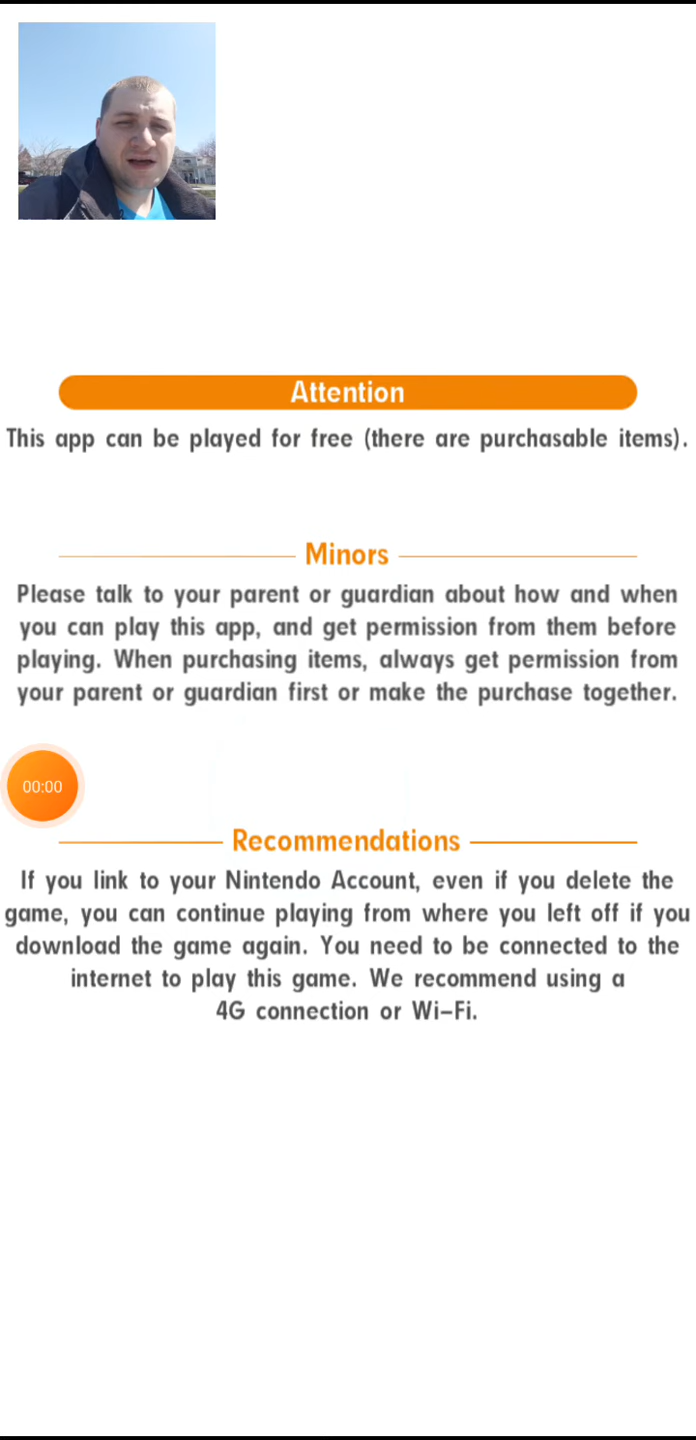 Attention
This app can be played for free (there are purchasable items).
Minors
Please talk to your parent or guardian about how and when
you can play this app, and get permission from them before
playing. When purchasing items, always get permission from
your parent or guardian first or make the purchase together.
00:00
Recommendations
If you link to your Nintendo Account, even if you delete the
game, you can continue playing from where you left off if you
download the game again. You need to be connected to the
internet to play this game. We recommend using a
4G connection or Wi-Fi.